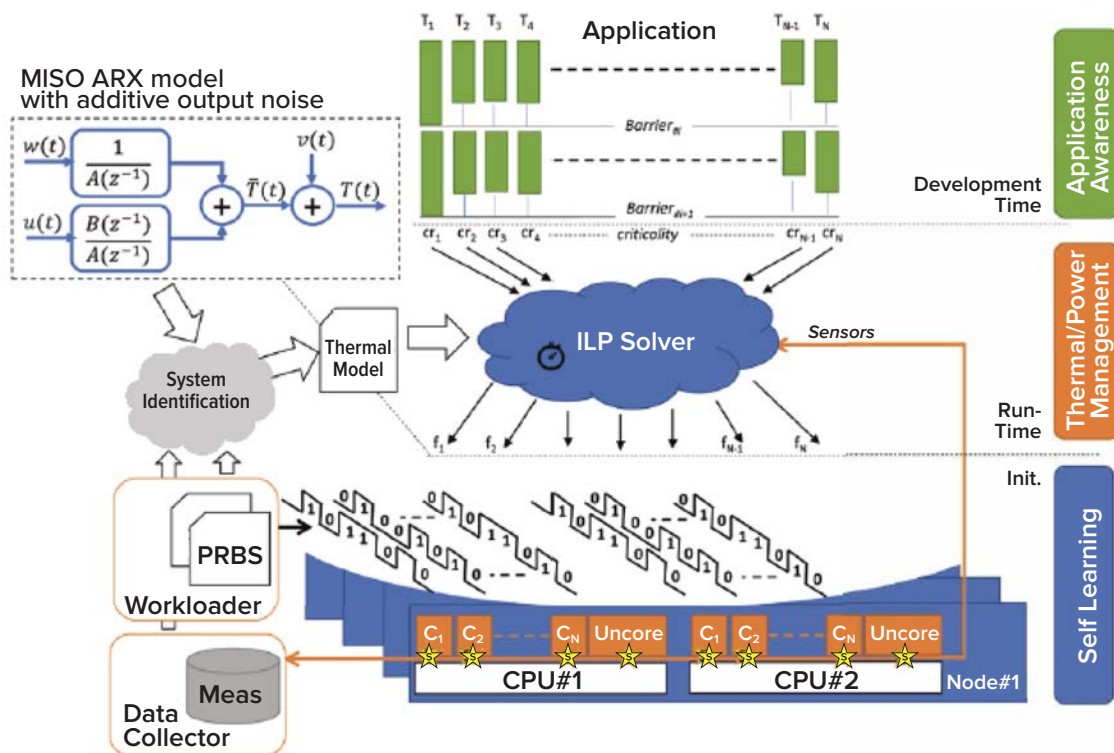 T₁ T₂ T₃ T₄ Application T_N-1 T_N
MISO ARX model
with additive output noise
w(t)
1
A(z⁻¹)
v(t)
T̄(t)
T(t)
u(t)
B(z⁻¹)
A(z⁻¹)
+
+
Barrier
Barrier
cr₁ cr₂ cr₃ cr₄ criticality cr_N-1 cr_N
Development
Time
Application
Awareness
ILP Solver
Sensors
Thermal
Model
System
Identification
f₁ f₂ f_N-1 f_N
Run-
Time
Thermal/Power
Management
Init.
PRBS
Workloader
Self Learning
C₁ C₂ C_N Uncore C₁ C₂ C_N Uncore
S S S S S S S S
CPU#1 CPU#2 Node#1
Meas
Data
Collector